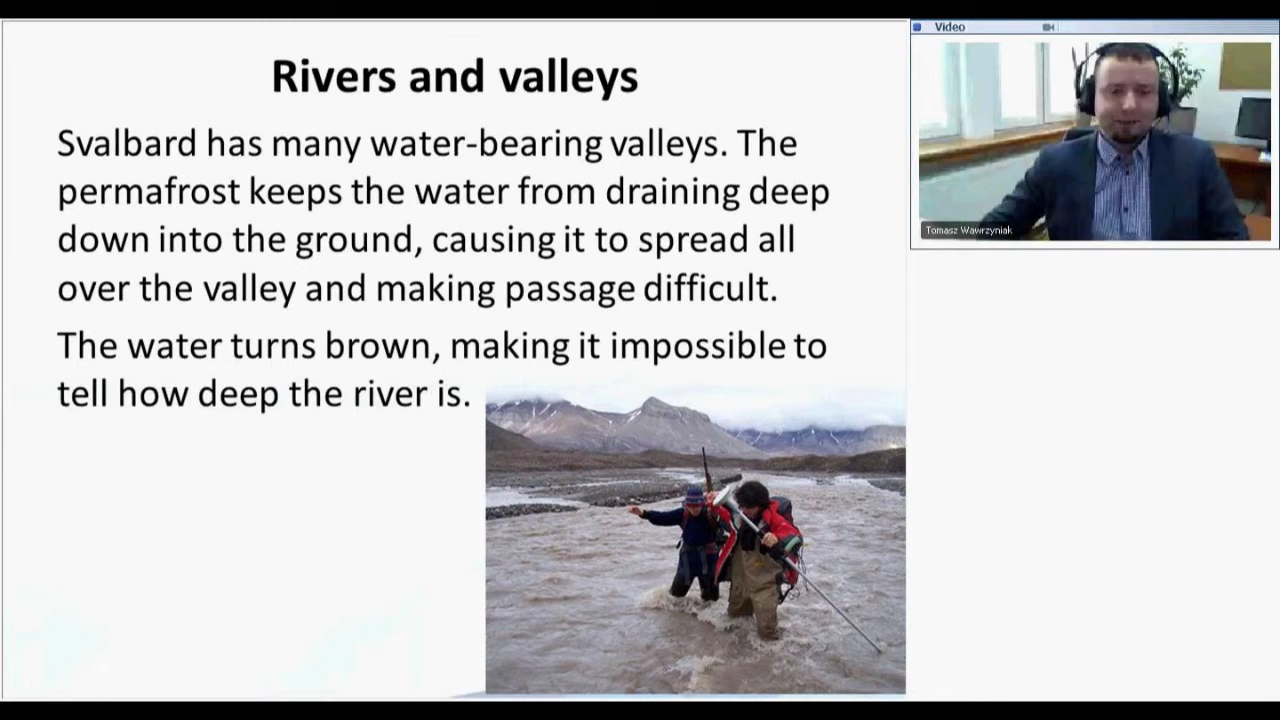 Rivers and valleys
Svalbard has many water-bearing valleys. The
permafrost keeps the water from draining deep
down into the ground, causing it to spread all
over the valley and making passage difficult.
The water turns brown, making it impossible to
tell how deep the river is.
Video
Tomasz Wawrzyniak